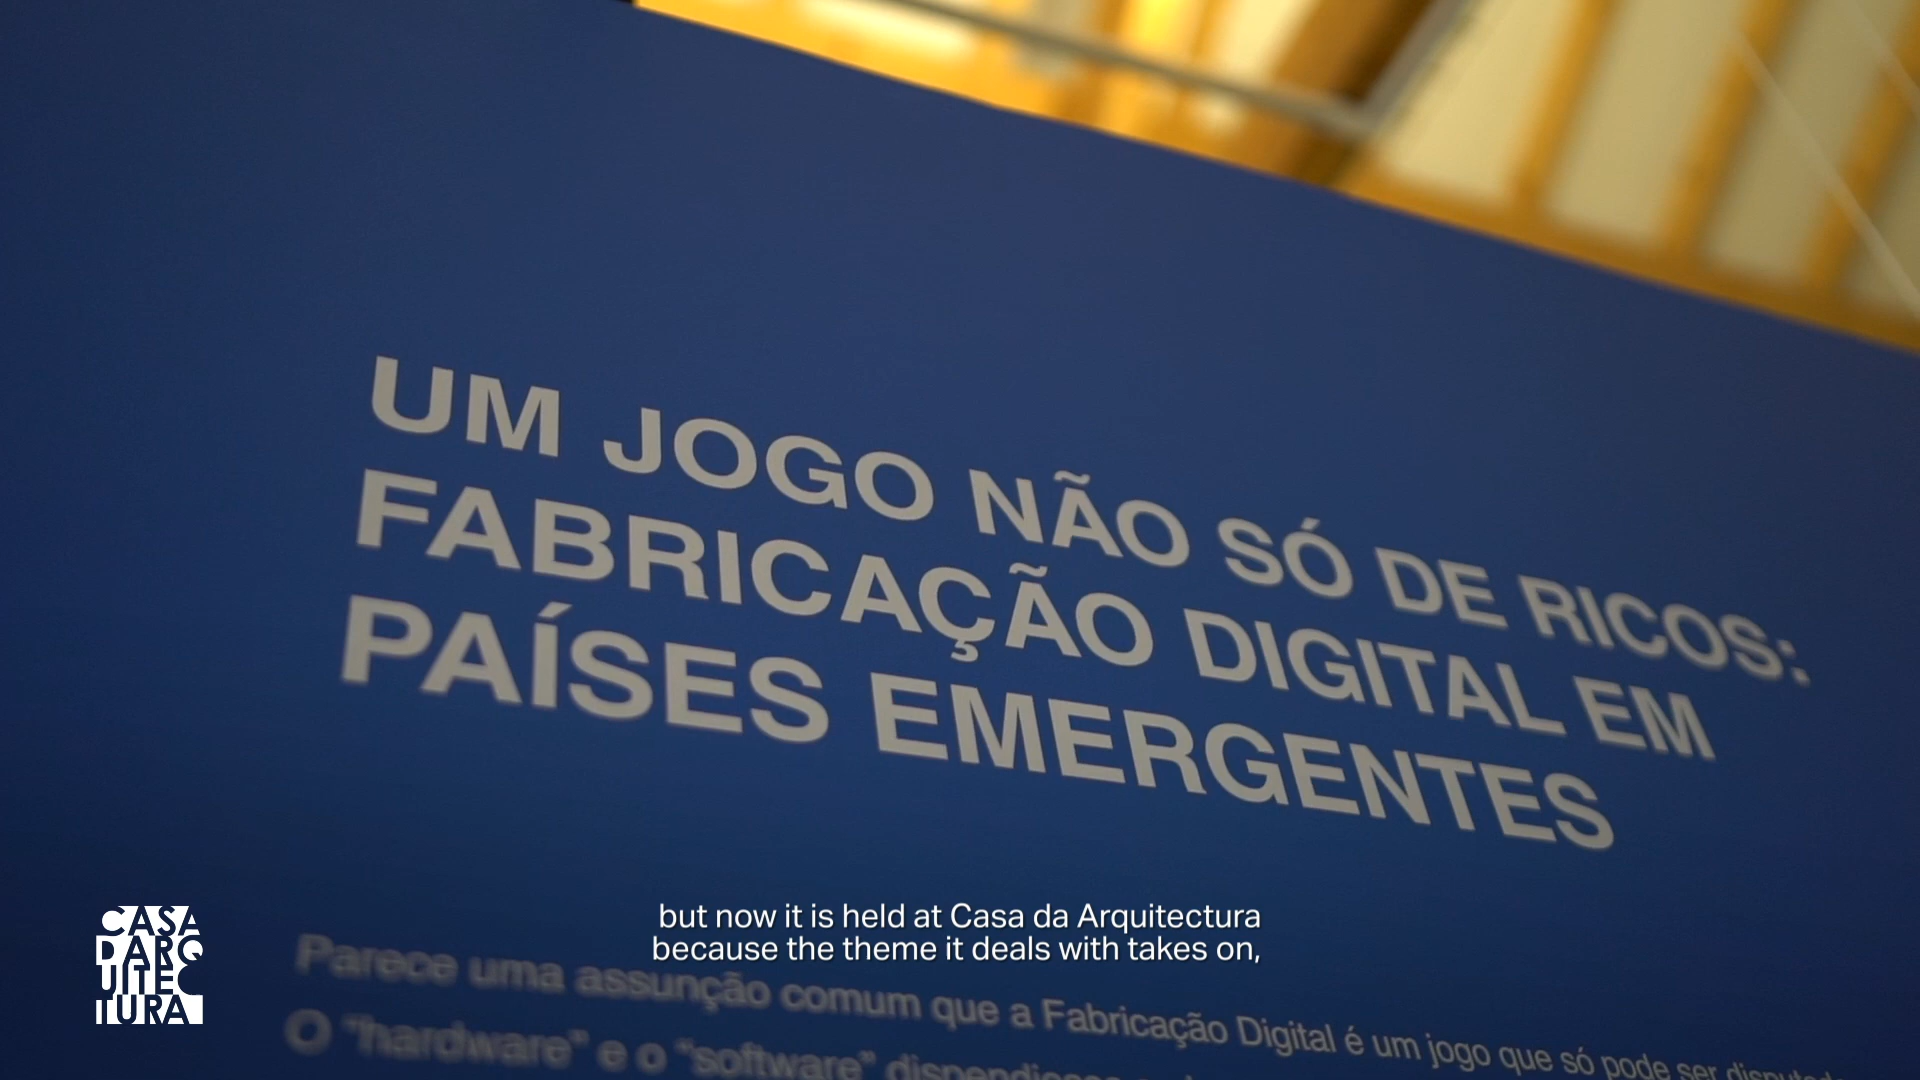 UM JOGO NÃO SÓ DE RICOS:
FABRICAÇÃO DIGITAL EM
PAÍSES EMERGENTES
but now it is held at Casa da Arquitectura
because the theme it deals with takes on,
Parece uma assunção comum que a Fabricação Digital é um jogo que só pode ser
O "hardware" e o "software"
CASA
DARQ
UITEC
TURA